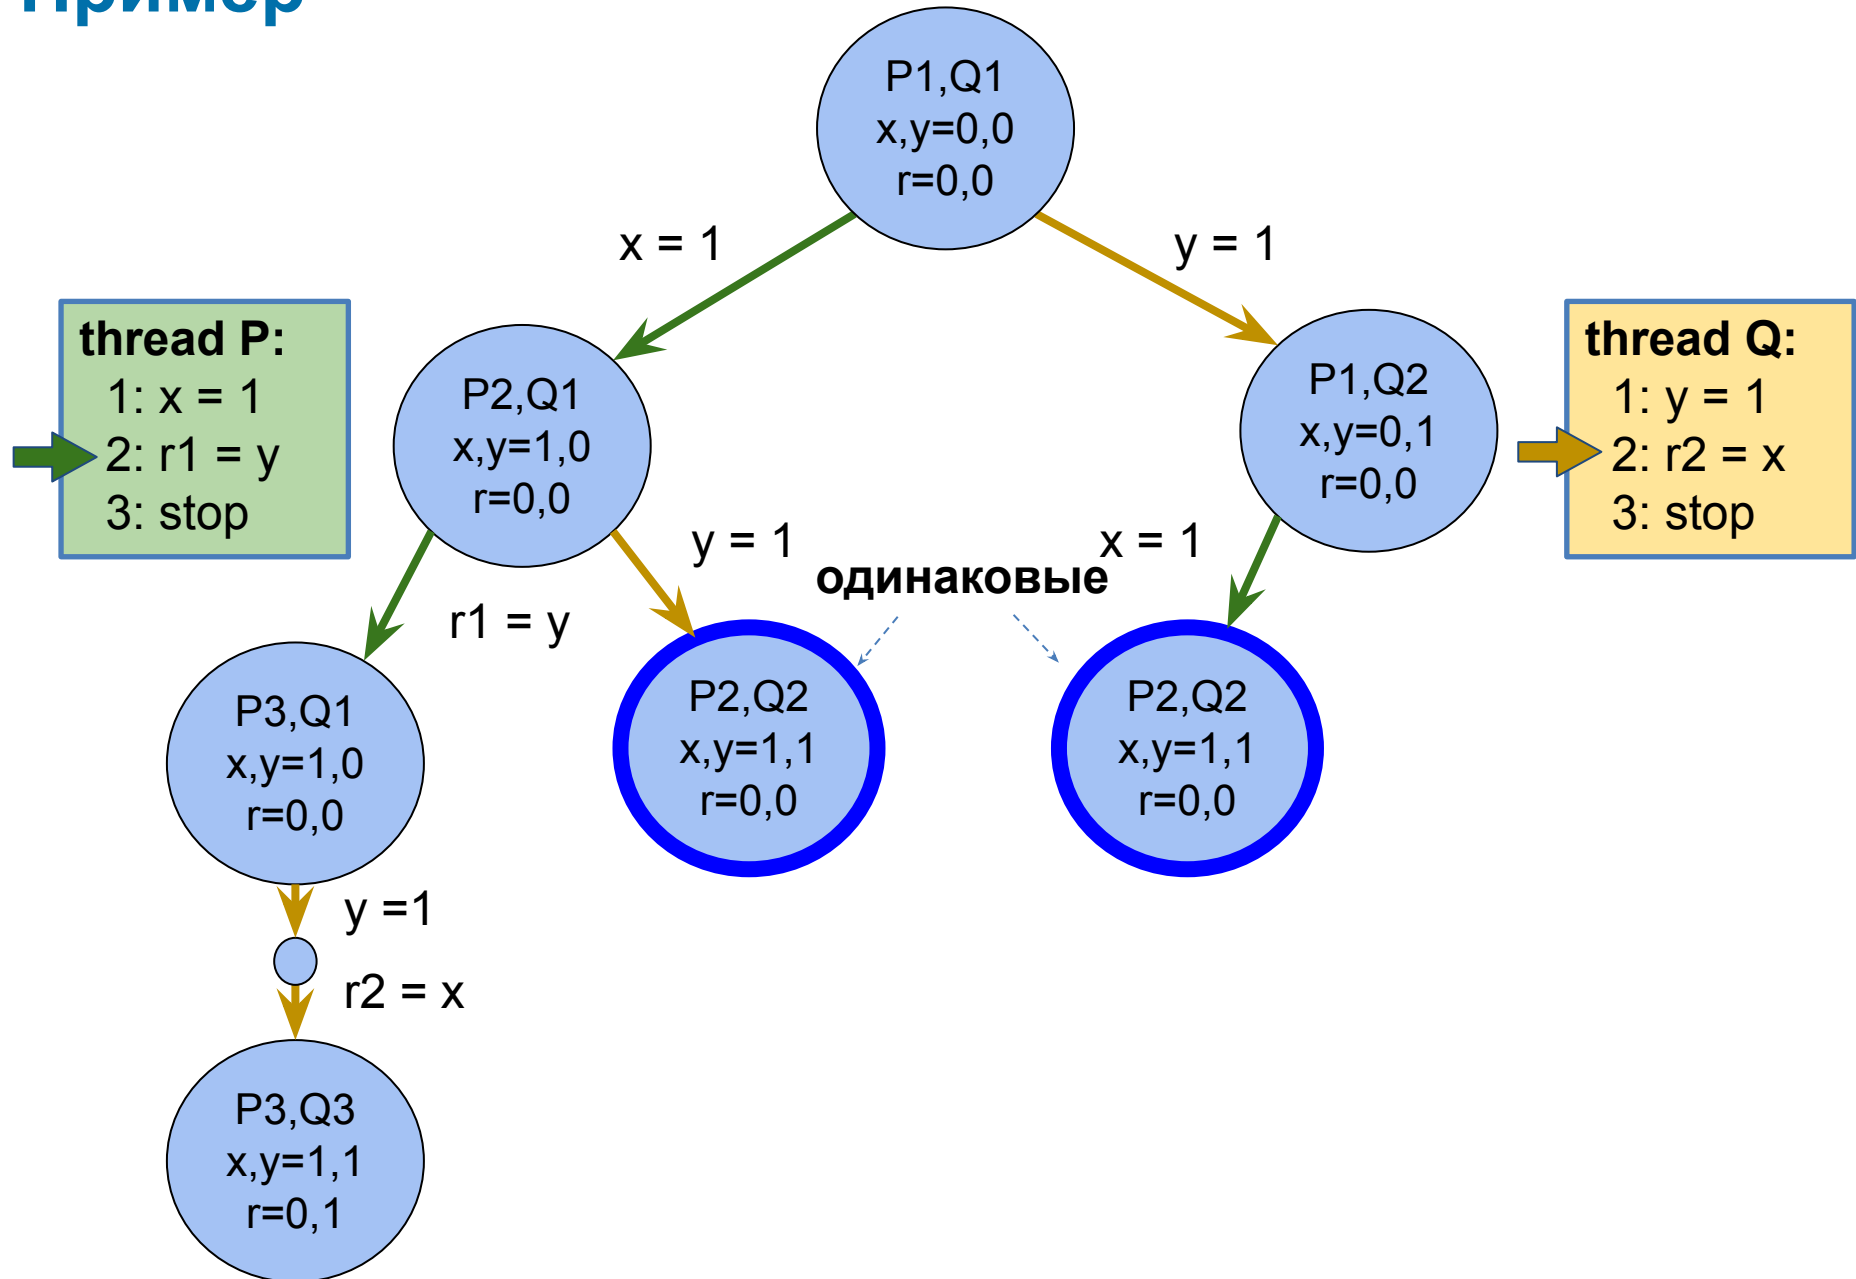 Пример
P1,Q1
x,y=0,0
r=0,0
x = 1
y = 1
thread P:
1: x = 1
2: r1 = y
3: stop
P2,Q1
x,y=1,0
r=0,0
P1,Q2
x,y=0,1
r=0,0
thread Q:
1: y = 1
2: r2 = x
3: stop
y = 1
x = 1
одинаковые
r1 = y
P3,Q1
x,y=1,0
r=0,0
P2,Q2
x,y=1,1
r=0,0
P2,Q2
x,y=1,1
r=0,0
y =1
r2 = x
P3,Q3
x,y=1,1
r=0,1